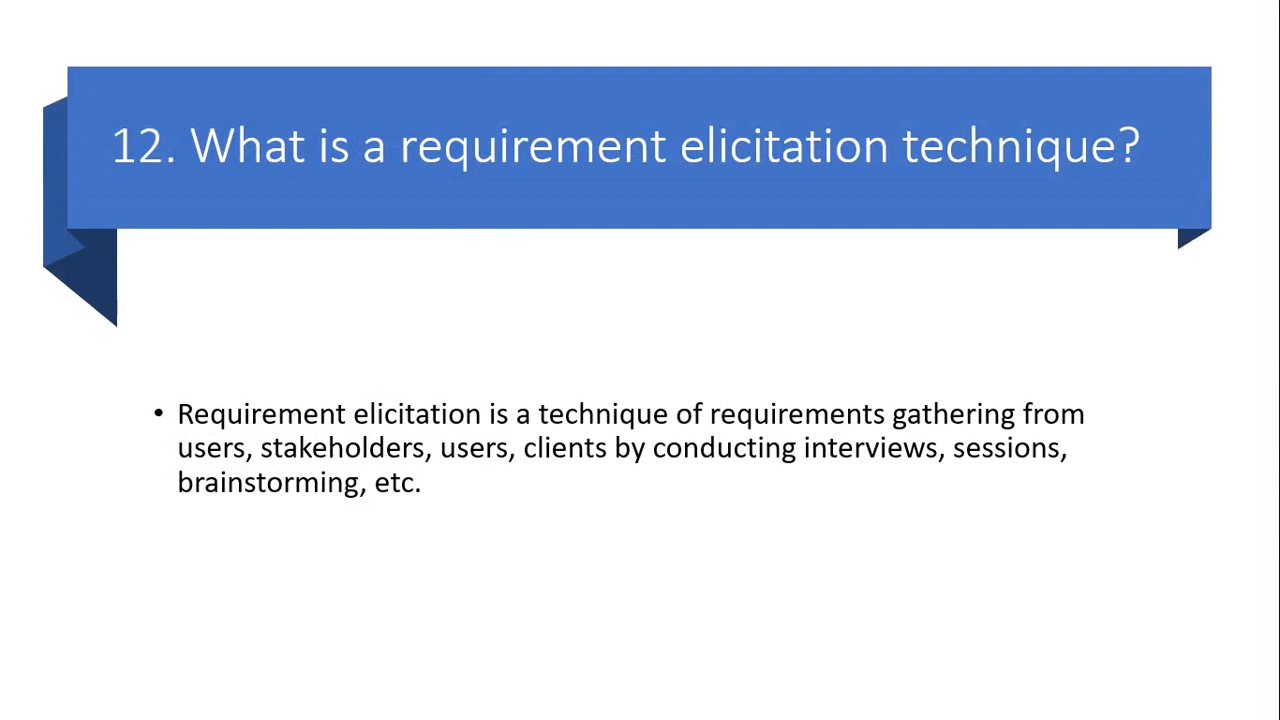 12. What is a requirement elicitation technique?
• Requirement elicitation is a technique of requirements gathering from
users, stakeholders, users, clients by conducting interviews, sessions,
brainstorming, etc.